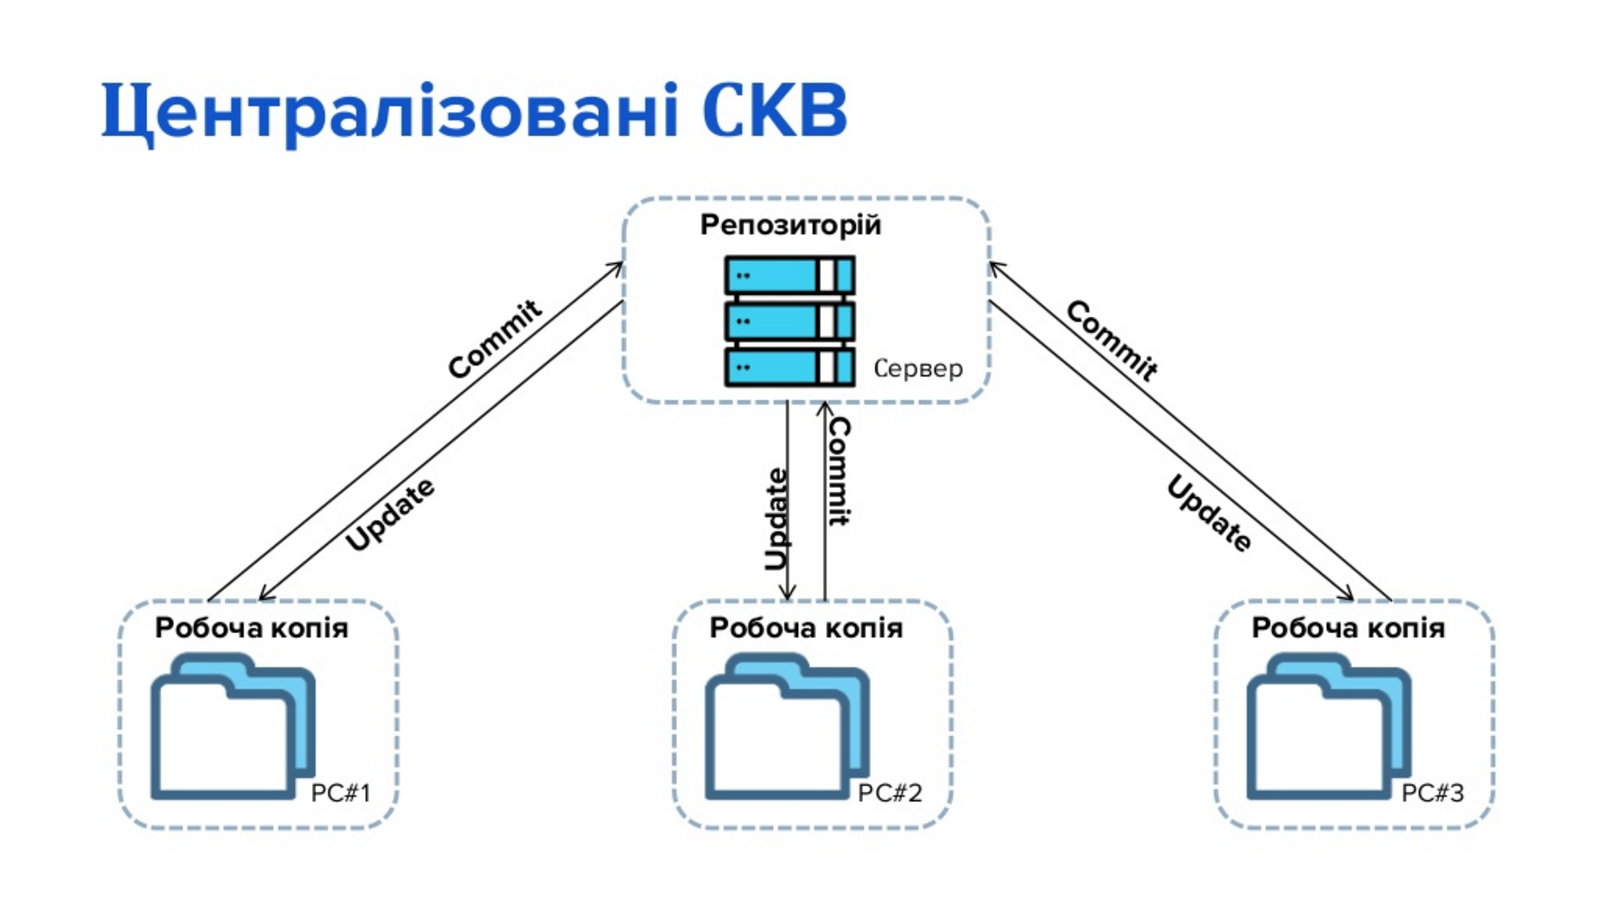 Централізовані СКВ
Репозиторій
Сервер
Commit
Update
Update
Commit
Commit
Update
Робоча копія
PC#1
Робоча копія
PC#2
Робоча копія
PC#3